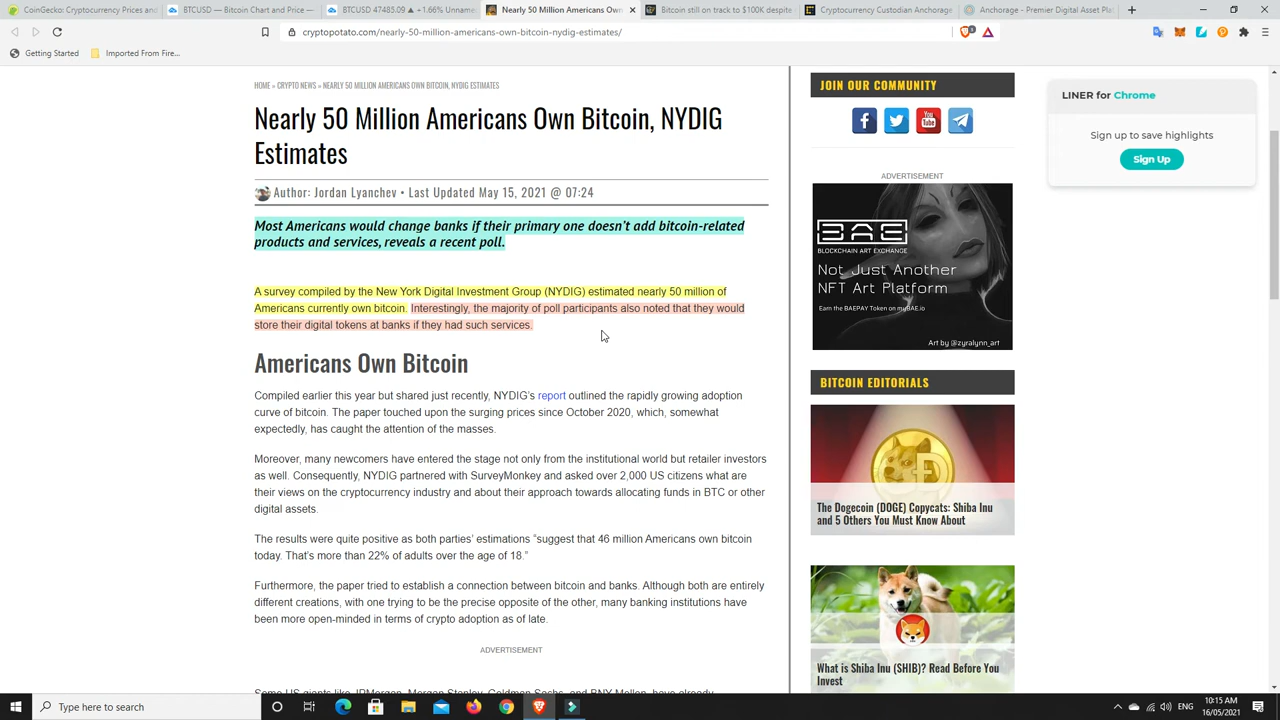 CoinGecko: Cryptocurrency Prices and
BTCUSD — Bitcoin Chart and Price —
BTCUSD 47485.09 ▲ +1.66% Unname
Nearly 50 Million Americans Own
Bitcoin still on track to $100K despite
Cryptocurrency Custodian Anchorage
Anchorage - Premier Digital Asset Pla
cryptopotato.com/nearly-50-million-americans-own-bitcoin-nydig-estimates/
Getting Started
Imported From Fire...
HOME » CRYPTO NEWS » NEARLY 50 MILLION AMERICANS OWN BITCOIN, NYDIG ESTIMATES
Nearly 50 Million Americans Own Bitcoin, NYDIG
Estimates
Author: Jordan Lyanchev • Last Updated May 15, 2021 @ 07:24
Most Americans would change banks if their primary one doesn’t add bitcoin-related
products and services, reveals a recent poll.
A survey compiled by the New York Digital Investment Group (NYDIG) estimated nearly 50 million of
Americans currently own bitcoin. Interestingly, the majority of poll participants also noted that they would
store their digital tokens at banks if they had such services.
Americans Own Bitcoin
Compiled earlier this year but shared just recently, NYDIG’s report outlined the rapidly growing adoption
curve of bitcoin. The paper touched upon the surging prices since October 2020, which, somewhat
expectedly, has caught the attention of the masses.
Moreover, many newcomers have entered the stage not only from the institutional world but retailer investors
as well. Consequently, NYDIG partnered with SurveyMonkey and asked over 2,000 US citizens what are
their views on the cryptocurrency industry and about their approach towards allocating funds in BTC or other
digital assets.
The results were quite positive as both parties’ estimations “suggest that 46 million Americans own bitcoin
today. That’s more than 22% of adults over the age of 18.”
Furthermore, the paper tried to establish a connection between bitcoin and banks. Although both are entirely
different creations, with one trying to be the precise opposite of the other, many banking institutions have
been more open-minded in terms of crypto adoption as of late.
ADVERTISEMENT
Some US giants like JPMorgan, Morgan Stanley, Goldman Sachs, and BNY Mellon, have already
JOIN OUR COMMUNITY
You
Tube
ADVERTISEMENT
BAE
BLOCKCHAIN ART EXCHANGE
Not Just Another
NFT Art Platform
Earn the BAEPAY Token on myBAE.io
Art by @zyralynn_art
BITCOIN EDITORIALS
The Dogecoin (DOGE) Copycats: Shiba Inu
and 5 Others You Must Know About
What is Shiba Inu (SHIB)? Read Before You
Invest
LINER for Chrome
Sign up to save highlights
Sign Up
Type here to search
ENG
10:15 AM
16/05/2021